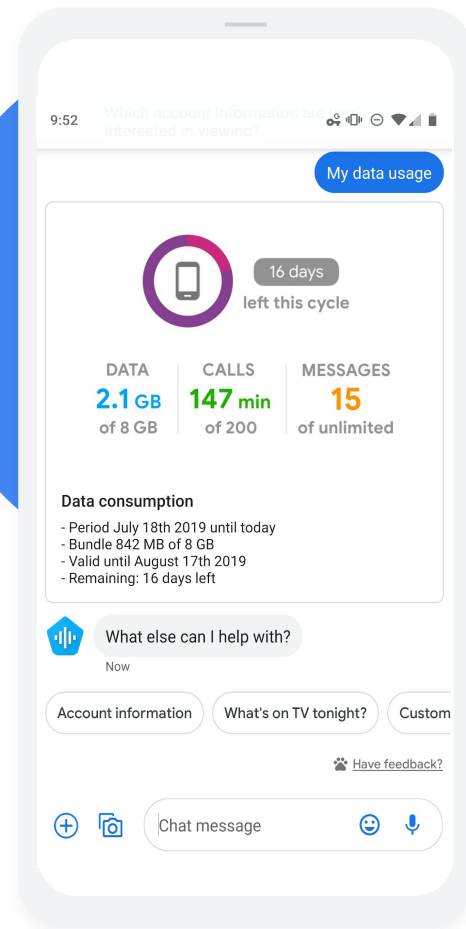 9:52
Which account information are you
interested in viewing?
My data usage
16 days
left this cycle
DATA
2.1 GB
of 8 GB
CALLS
147 min
of 200
MESSAGES
15
of unlimited
Data consumption
- Period July 18th 2019 until today
- Bundle 842 MB of 8 GB
- Valid until August 17th 2019
- Remaining: 16 days left
What else can I help with?
Now
Account information
What's on TV tonight?
Custom
Have feedback?
Chat message